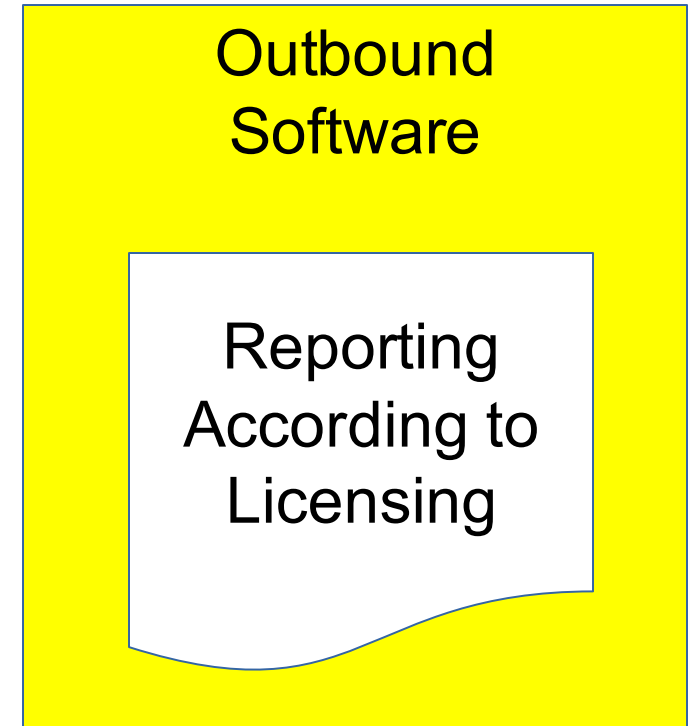 Outbound
Software
Reporting
According to
Licensing